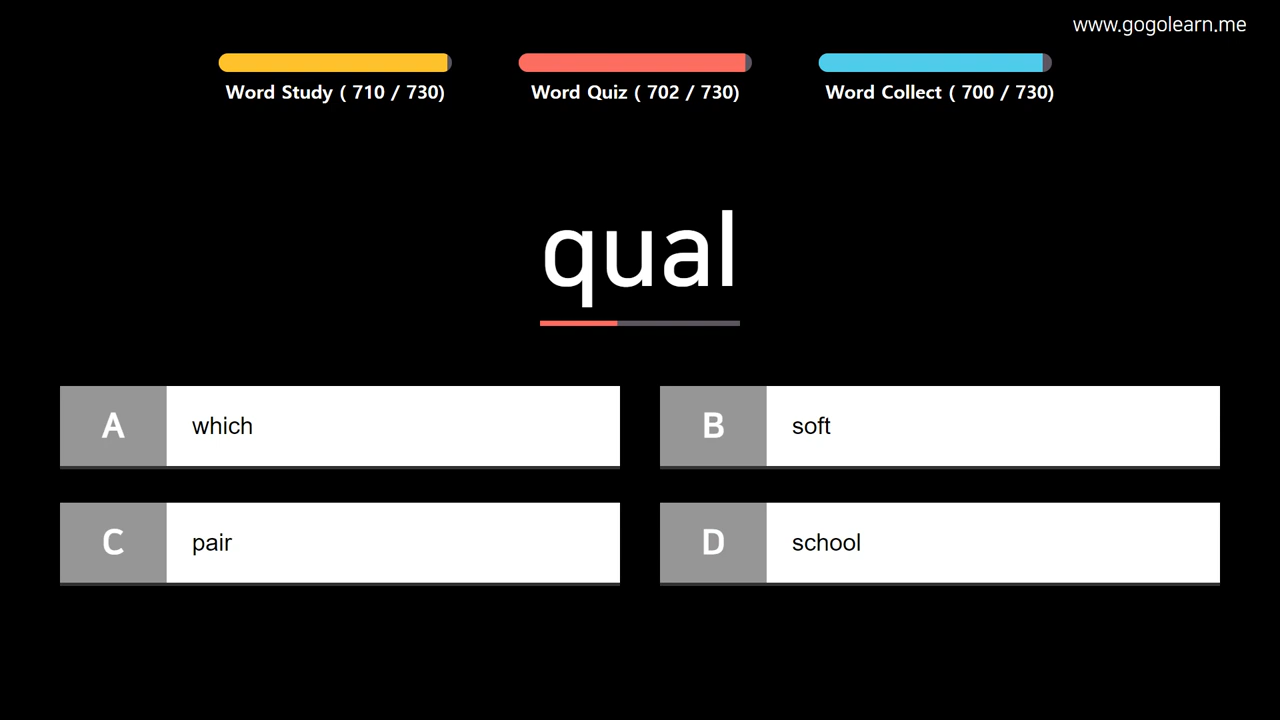 www.gogolearn.me
Word Study ( 710 / 730)
Word Quiz ( 702 / 730)
Word Collect ( 700 / 730)
qual
A which
B soft
C pair
D school